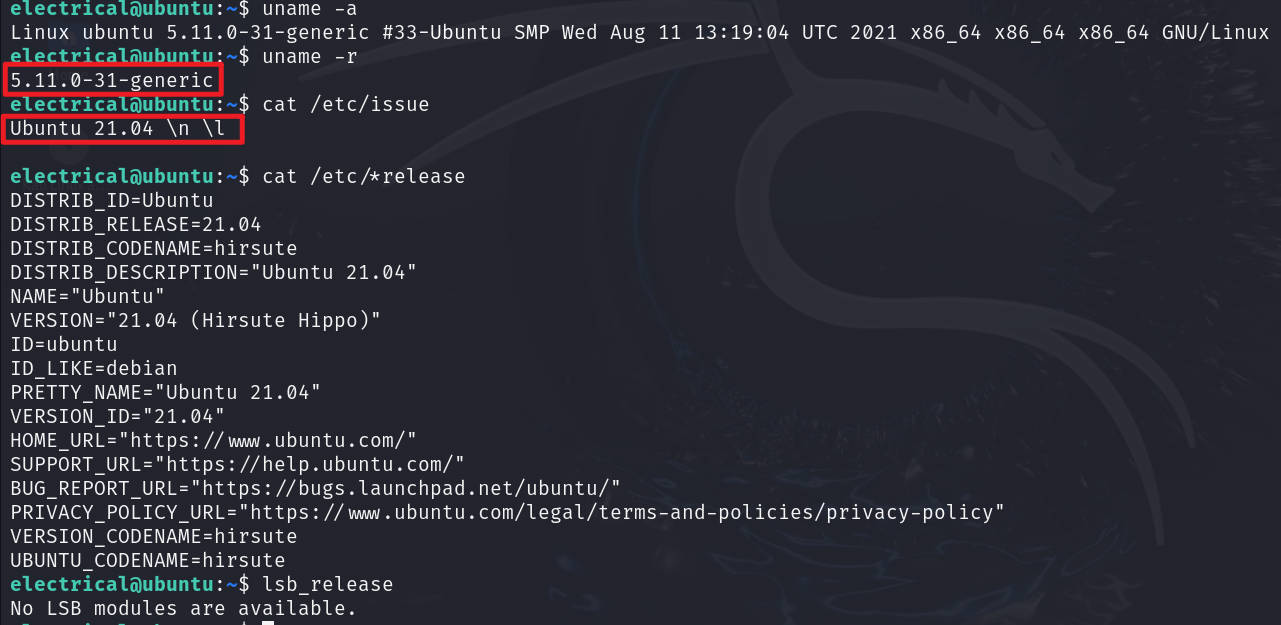 electrical@ubuntu:~$ uname -a
Linux ubuntu 5.11.0-31-generic #33-Ubuntu SMP Wed Aug 11 13:19:04 UTC 2021 x86_64 x86_64 x86_64 GNU/Linux
electrical@ubuntu:~$ uname -r
5.11.0-31-generic
electrical@ubuntu:~$ cat /etc/issue
Ubuntu 21.04 \n \l
electrical@ubuntu:~$ cat /etc/*release
DISTRIB_ID=Ubuntu
DISTRIB_RELEASE=21.04
DISTRIB_CODENAME=hirsute
DISTRIB_DESCRIPTION="Ubuntu 21.04"
NAME="Ubuntu"
VERSION="21.04 (Hirsute Hippo)"
ID=ubuntu
ID_LIKE=debian
PRETTY_NAME="Ubuntu 21.04"
VERSION_ID="21.04"
HOME_URL="https://www.ubuntu.com/"
SUPPORT_URL="https://help.ubuntu.com/"
BUG_REPORT_URL="https://bugs.launchpad.net/ubuntu/"
PRIVACY_POLICY_URL="https://www.ubuntu.com/legal/terms-and-policies/privacy-policy"
VERSION_CODENAME=hirsute
UBUNTU_CODENAME=hirsute
electrical@ubuntu:~$ lsb_release
No LSB modules are available.